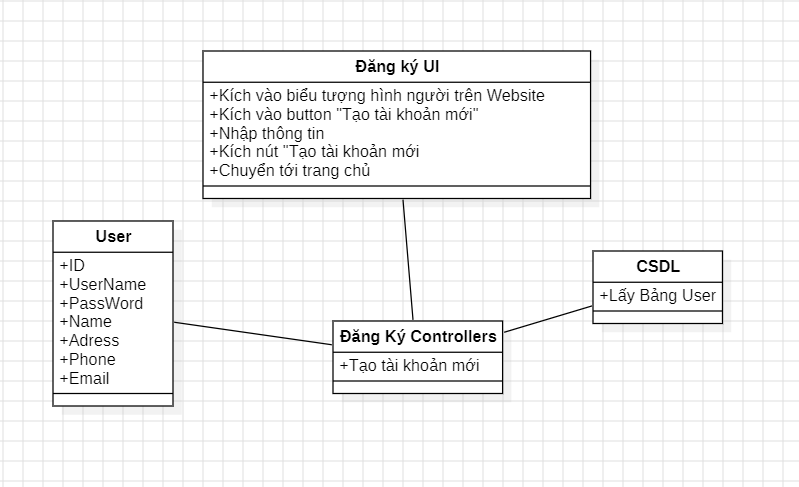 Đăng ký UI
+Kích vào biểu tượng hình người trên Website
+Kích vào button "Tạo tài khoản mới"
+Nhập thông tin
+Kích nút "Tạo tài khoản mới
+Chuyển tới trang chủ
User
+ID
+UserName
+PassWord
+Name
+Adress
+Phone
+Email
Đăng Ký Controllers
+Tạo tài khoản mới
CSDL
+Lấy Bảng User